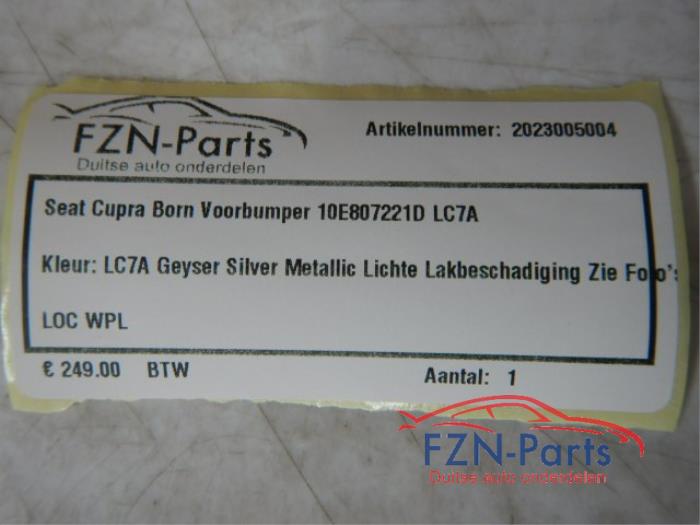 FZN-Parts
Duitse auto onderdelen
Artikelnummer: 2023005004
Seat Cupra Born Voorbumper 10E807221D LC7A
Kleur: LC7A Geyser Silver Metallic Lichte Lakbeschadiging Zie Foto's
LOC WPL
€ 249.00 BTW
Aantal: 1
FZN-Parts
Duitse auto onderdelen